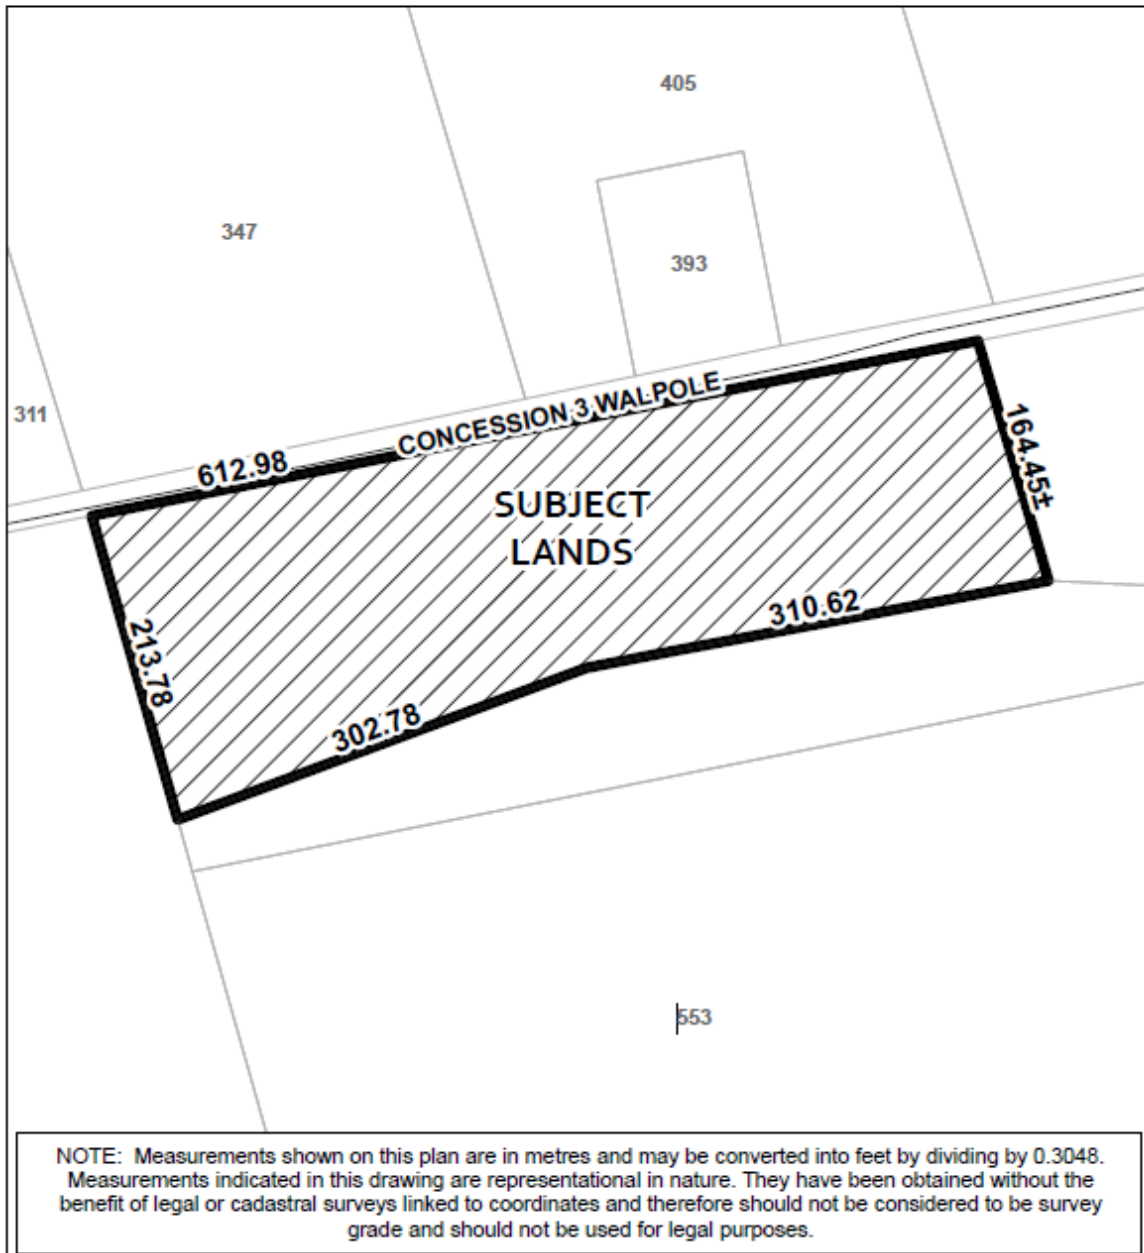 405
347
393
311
CONCESSION 3 WALPOLE
612.98
164.45±
SUBJECT
LANDS
310.62
213.78
302.78
553
NOTE: Measurements shown on this plan are in metres and may be converted into feet by dividing by 0.3048.
Measurements indicated in this drawing are representational in nature. They have been obtained without the
benefit of legal or cadastral surveys linked to coordinates and therefore should not be considered to be survey
grade and should not be used for legal purposes.